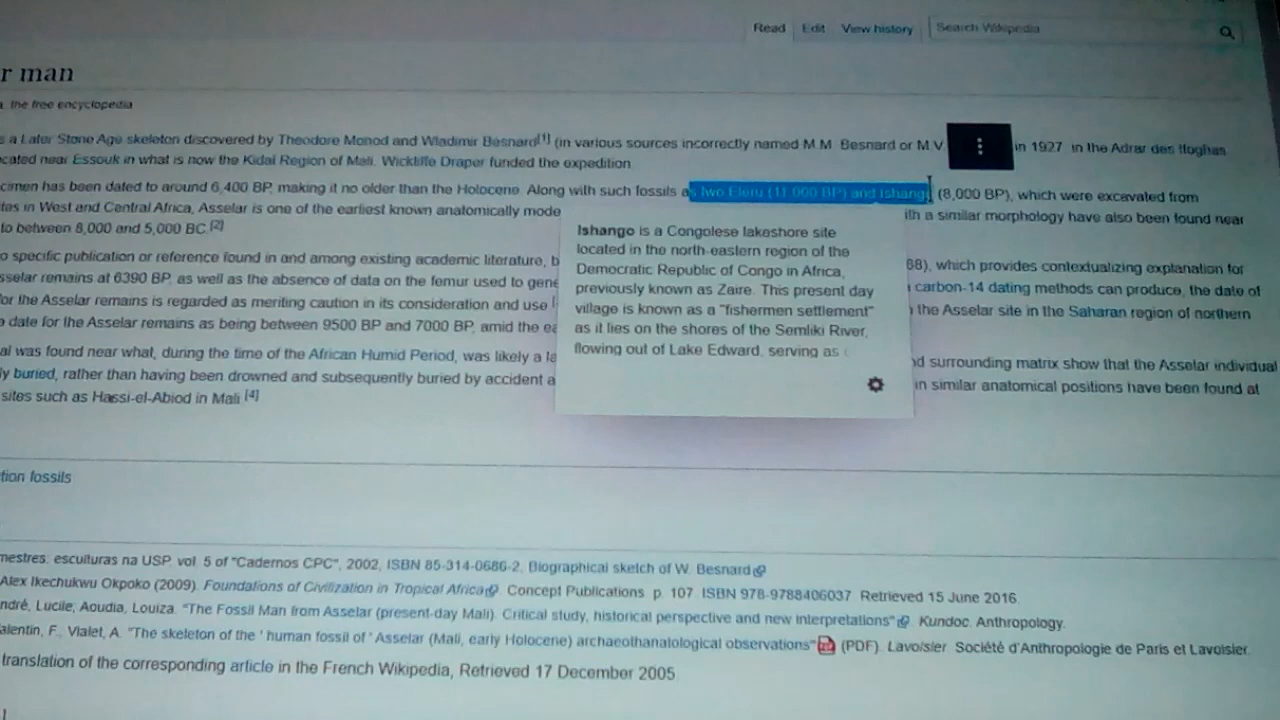 Read Edit View history Search Wikipedia
r man
the free encyclopedia
s a Later Stone Age skeleton discovered by Theodore Monod and Wladimir Besnard[1] (in various sources incorrectly named M.M. Besnard or M.V. in 1927 in the Adrar des Ifoghas
cated near Essouk in what is now the Kidal Region of Mali. Wickliffe Draper funded the expedition.
cimen has been dated to around 6,400 BP, making it no older than the Holocene. Along with such fossils as Iwo Eleru (11,000 BP) and Ishango (8,000 BP), which were excavated from
tes in West and Central Africa, Asselar is one of the earliest known anatomically mode ith a similar morphology have also been found near
to between 8,000 and 5,000 BC.[2]
o specific publication or reference found in and among existing academic literature, b 68), which provides contextualizing explanation for
sselar remains at 6390 BP, as well as the absence of data on the femur used to gene carbon-14 dating methods can produce, the date of
or the Asselar remains is regarded as meriting caution in its consideration and use the Asselar site in the Saharan region of northern
date for the Asselar remains as being between 9500 BP and 7000 BP, amid the ea
al was found near what, during the time of the African Humid Period, was likely a la nd surrounding matrix show that the Asselar individual
ly buried, rather than having been drowned and subsequently buried by accident a in similar anatomical positions have been found at
sites such as Hassi-el-Abiod in Mali.[4]
Ishango is a Congolese lakeshore site
located in the north-eastern region of the
Democratic Republic of Congo in Africa,
previously known as Zaire. This present day
village is known as a "fishermen settlement"
as it lies on the shores of the Semliki River,
flowing out of Lake Edward, serving as
tion fossils
mestres: esculturas na USP. vol. 5 of "Cadernos CPC", 2002, ISBN 85-314-0686-2, Biographical sketch of W. Besnard
Alex Ikechukwu Okpoko (2009). Foundations of Civilization in Tropical Africa. Concept Publications. p. 107. ISBN 978-9788406037. Retrieved 15 June 2016.
ndré, Lucile; Aoudia, Louiza. "The Fossil Man from Asselar (present-day Mali). Critical study, historical perspective and new interpretations". Kundoc. Anthropology.
alentin, F.; Vialet, A. "The skeleton of the ' human fossil of ' Asselar (Mali, early Holocene) archaeothanatological observations" (PDF). Lavoisier. Société d'Anthropologie de Paris et Lavoisier.
translation of the corresponding article in the French Wikipedia, Retrieved 17 December 2005